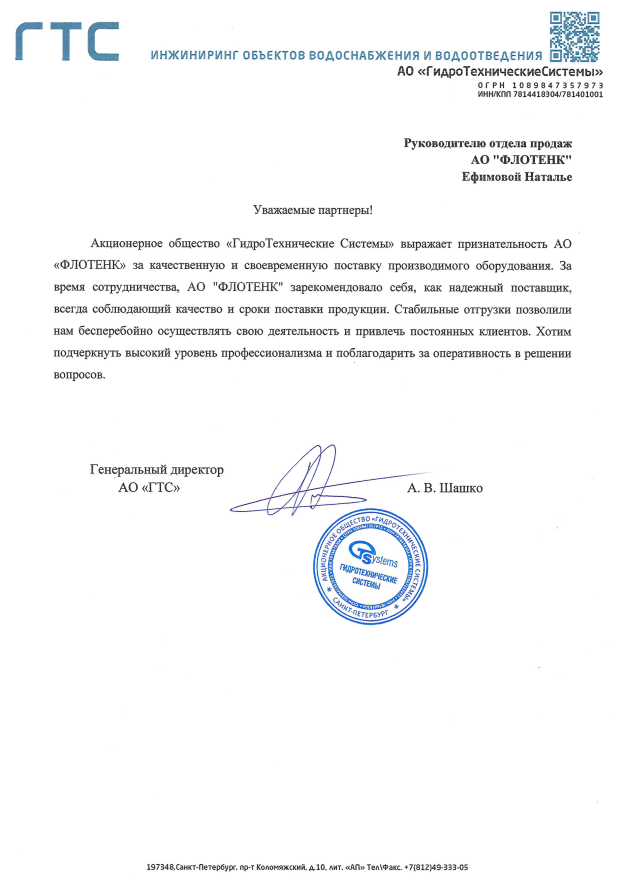 ГТС
ИНЖИНИРИНГ ОБЪЕКТОВ ВОДОСНАБЖЕНИЯ И ВОДООТВЕДЕНИЯ
АО «ГидроТехническиеСистемы»
ОГРН 1089847357973
ИНН/КПП 7814418304/781401001
Руководителю отдела продаж
АО "ФЛОТЕНК"
Ефимовой Наталье
Уважаемые партнеры!
Акционерное общество «ГидроТехнические Системы» выражает признательность АО
«ФЛОТЕНК» за качественную и своевременную поставку производимого оборудования. За
время сотрудничества, АО "ФЛОТЕНК" зарекомендовало себя, как надежный поставщик,
всегда соблюдающий качество и сроки поставки продукции. Стабильные отгрузки позволили
нам бесперебойно осуществлять свою деятельность и привлечь постоянных клиентов. Хотим
подчеркнуть высокий уровень профессионализма и поблагодарить за оперативность в решении
вопросов.
Генеральный директор
АО «ГТС»
А. В. Шашко
АКЦИОНЕРНОЕ ОБЩЕСТВО «ГИДРОТЕХНИЧЕСКИЕ СИСТЕМЫ»
GTSystems
ГИДРОТЕХНИЧЕСКИЕ
СИСТЕМЫ
САНКТ-ПЕТЕРБУРГ
197348,Санкт-Петербург, пр-т Коломяжский, д.10, лит. «АП» Тел\Факс. +7(812)49-333-05